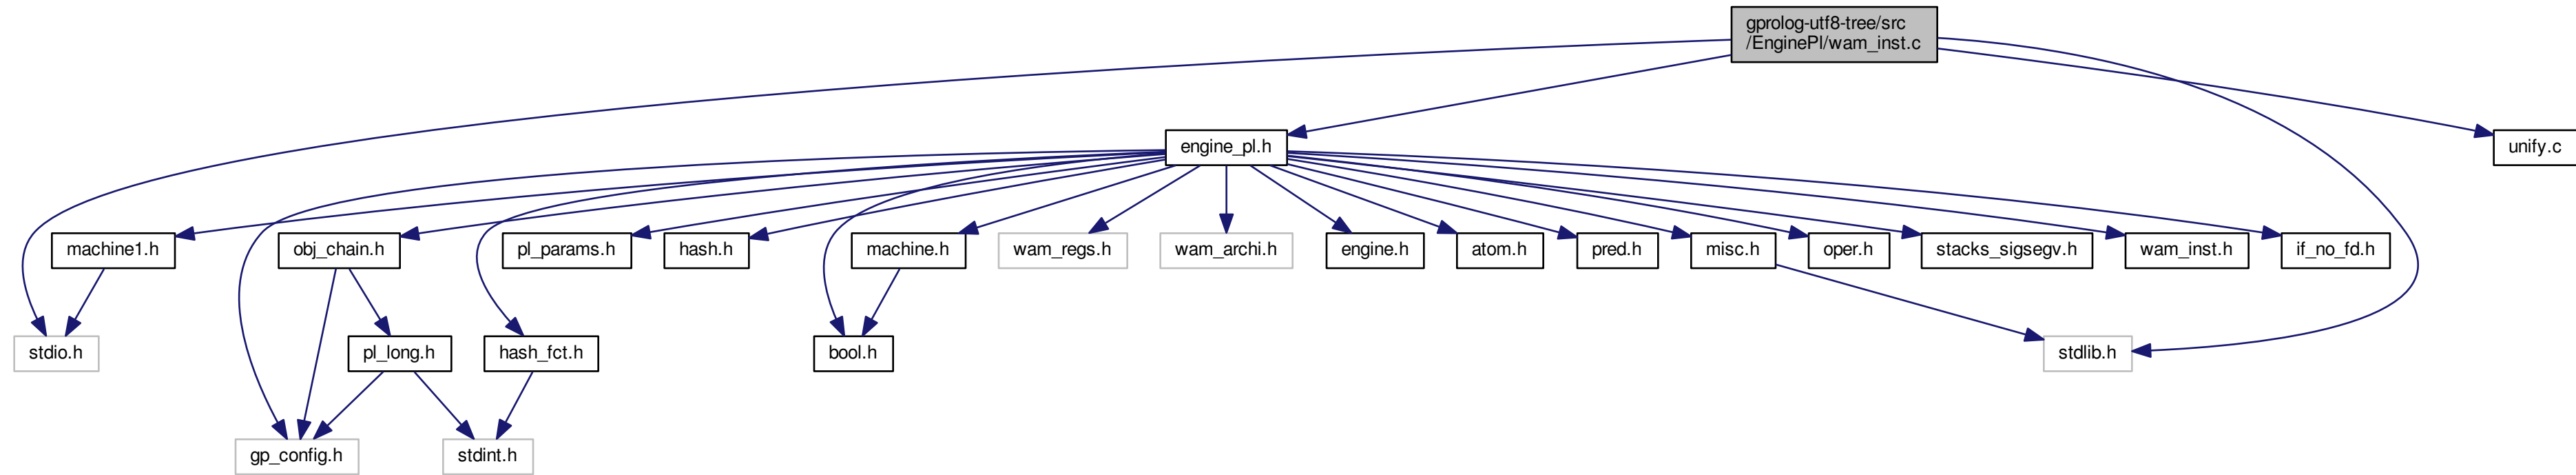 gprolog-utf8-tree/src
/EnginePl/wam_inst.c
engine_pl.h
unify.c
machine1.h
obj_chain.h
pl_params.h
hash.h
machine.h
wam_regs.h
wam_archi.h
engine.h
atom.h
pred.h
misc.h
oper.h
stacks_sigsegv.h
wam_inst.h
if_no_fd.h
stdio.h
pl_long.h
hash_fct.h
bool.h
stdlib.h
gp_config.h
stdint.h